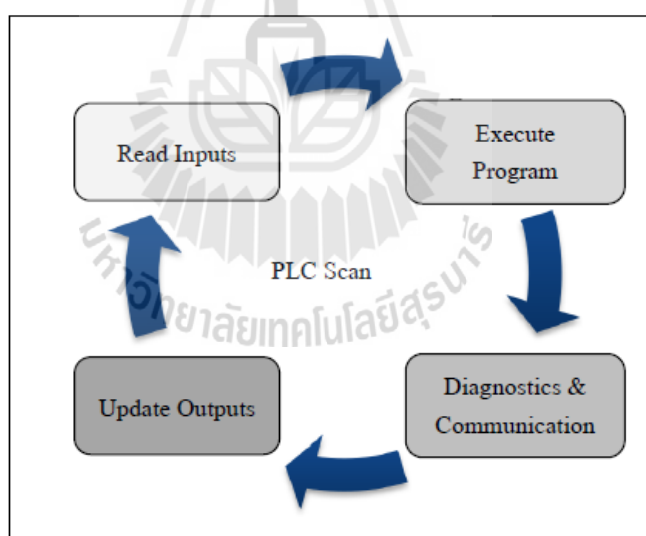 Read Inputs
Execute
Program
PLC Scan
Update Outputs
Diagnostics &
Communication
มหาวิทยาลัยเทคโนโลยีสุรนารี